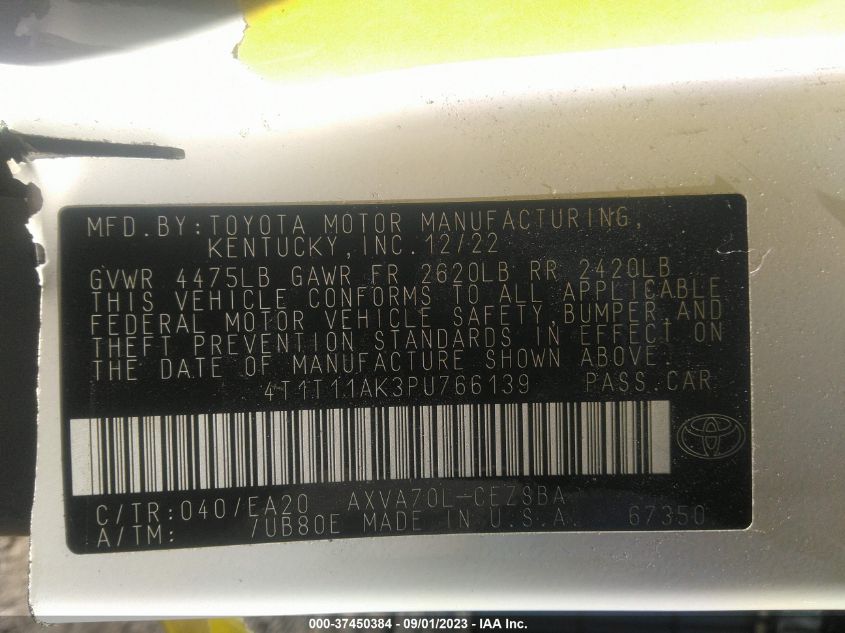 MFD.BY:TOYOTA MOTOR MANUFACTURING,
KENTUCKY,INC.12/22
GVWR 4475LB GAWR FR 2620LB RR 2420LB
THIS VEHICLE CONFORMS TO ALL APPLICABLE
FEDERAL MOTOR VEHICLE SAFETY,BUMPER,AND
THEFT PREVENTION STANDARDS IN EFFECT ON
THE DATE OF MANUFACTURE SHOWN ABOVE.
4T1T11AK3PU766139 PASS.CAR
C/TR:040/EA20 AXVA70L-CEZSBA
A/TM: /UB80E MADE IN U.S.A. 67350
000-37450384 - 09/01/2023 - IAA Inc.